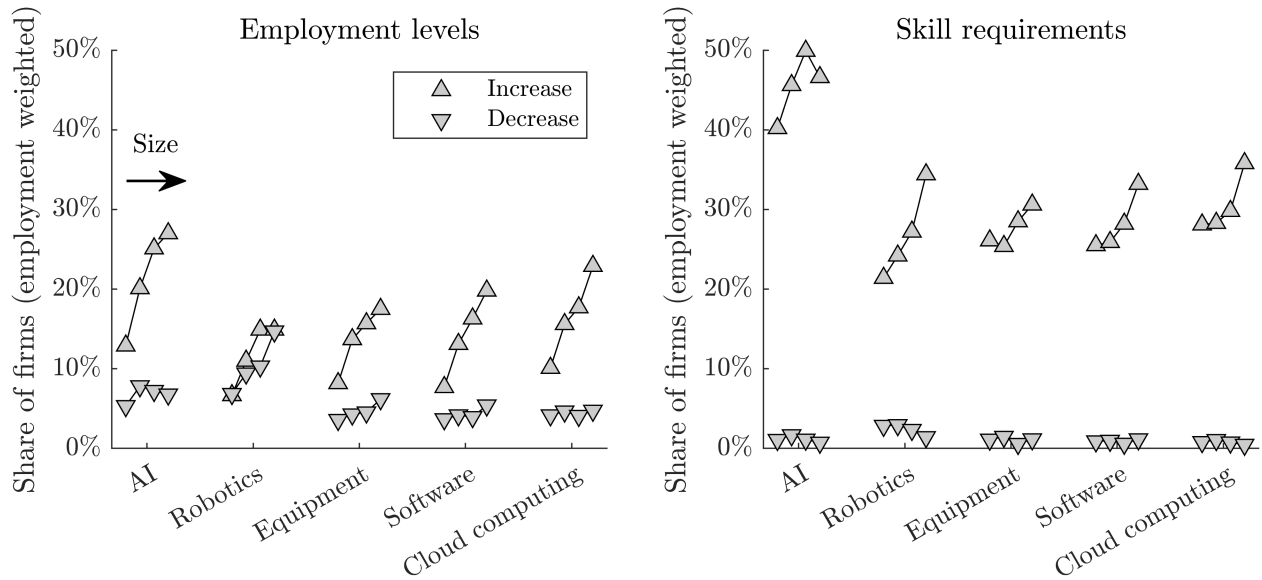 Employment levels
Share of firms (employment weighted)
50%
40%
30%
20%
10%
0%
Increase
Decrease
Size
AI
Robotics
Equipment
Software
Cloud computing
Skill requirements
Share of firms (employment weighted)
50%
40%
30%
20%
10%
0%
AI
Robotics
Equipment
Software
Cloud computing